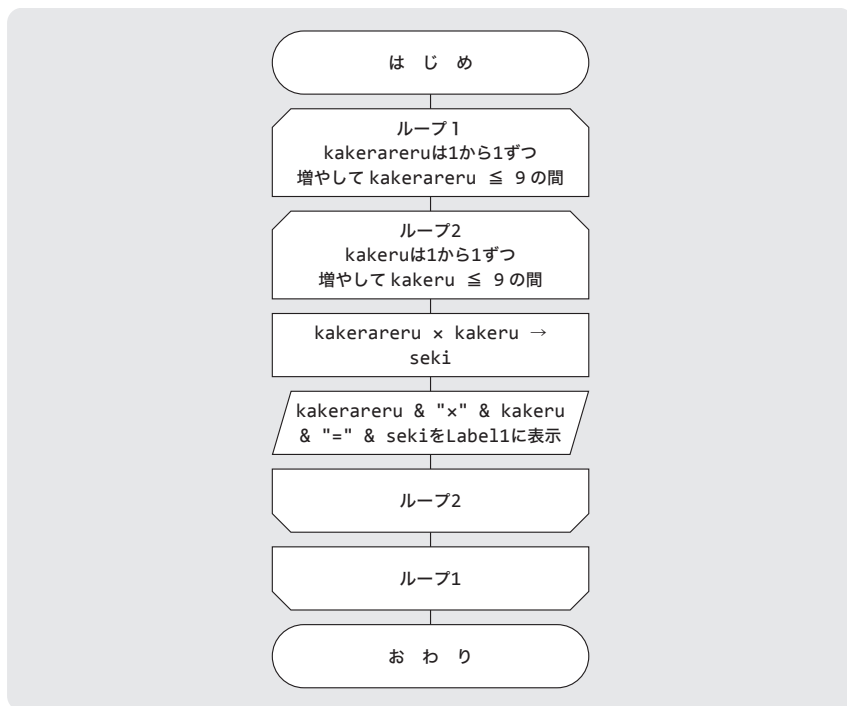 は じ め
ループ1
kakerareruは1から1ずつ
増やして kakerareru ≦ 9 の間
ループ2
kakeruは1から1ずつ
増やして kakeru ≦ 9 の間
kakerareru × kakeru →
seki
kakerareru & "×" & kakeru
& "=" & sekiをLabel1に表示
ループ2
ループ1
お わ り